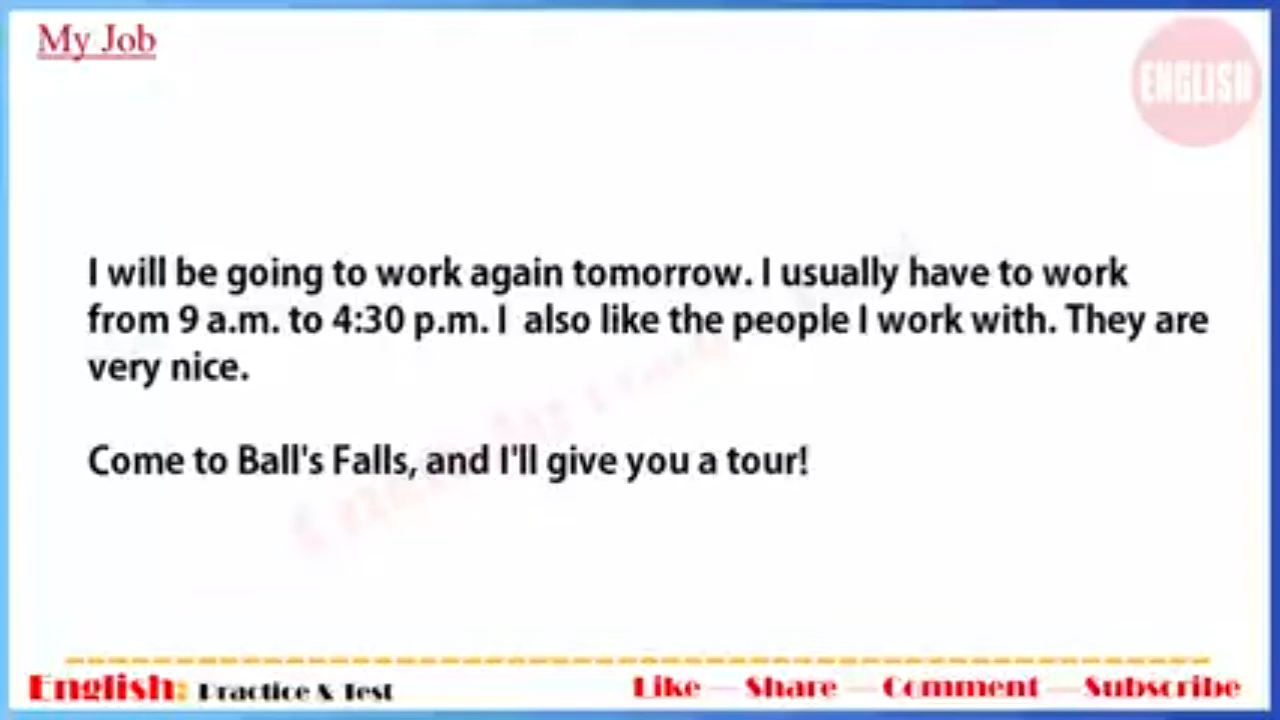 My Job
ENGLISH
I will be going to work again tomorrow. I usually have to work
from 9 a.m. to 4:30 p.m. I also like the people I work with. They are
very nice.
Come to Ball's Falls, and I'll give you a tour!
English: Practice & Test
Like — Share — Comment — Subscribe